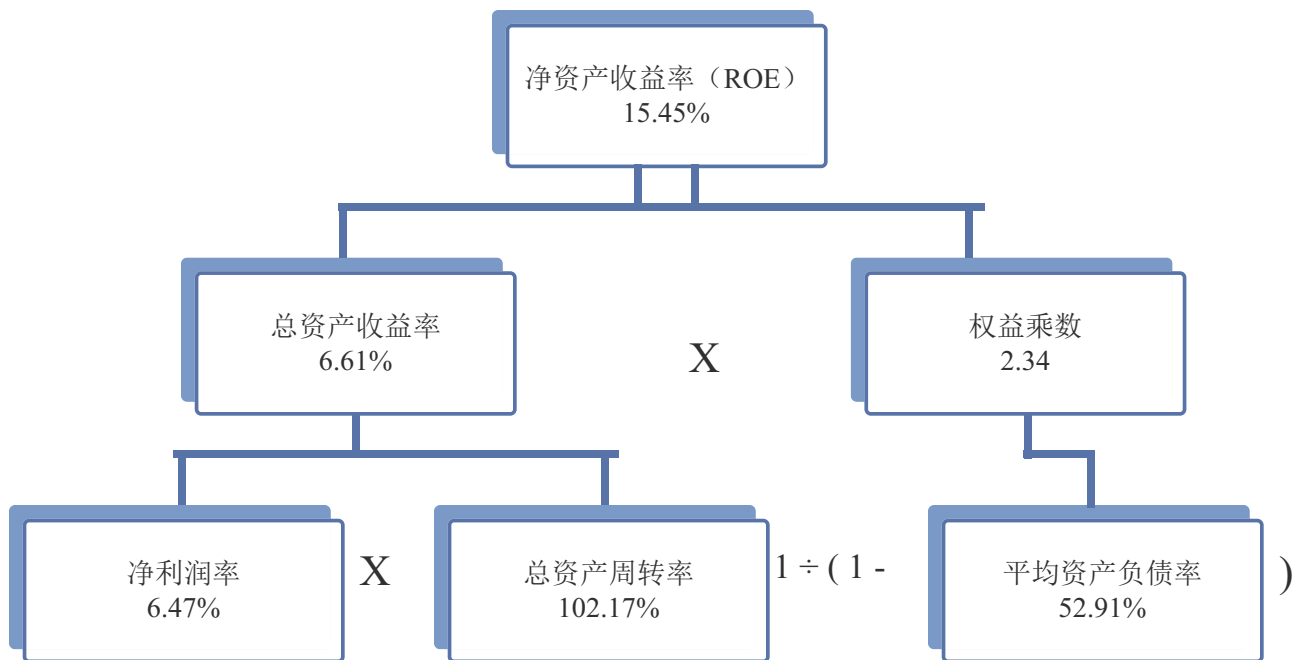 净资产收益率（ROE）
15.45%
总资产收益率
6.61%
X
权益乘数
2.34
净利润率
6.47%
X
总资产周转率
102.17%
1 ÷ ( 1 -
平均资产负债率
52.91%
)